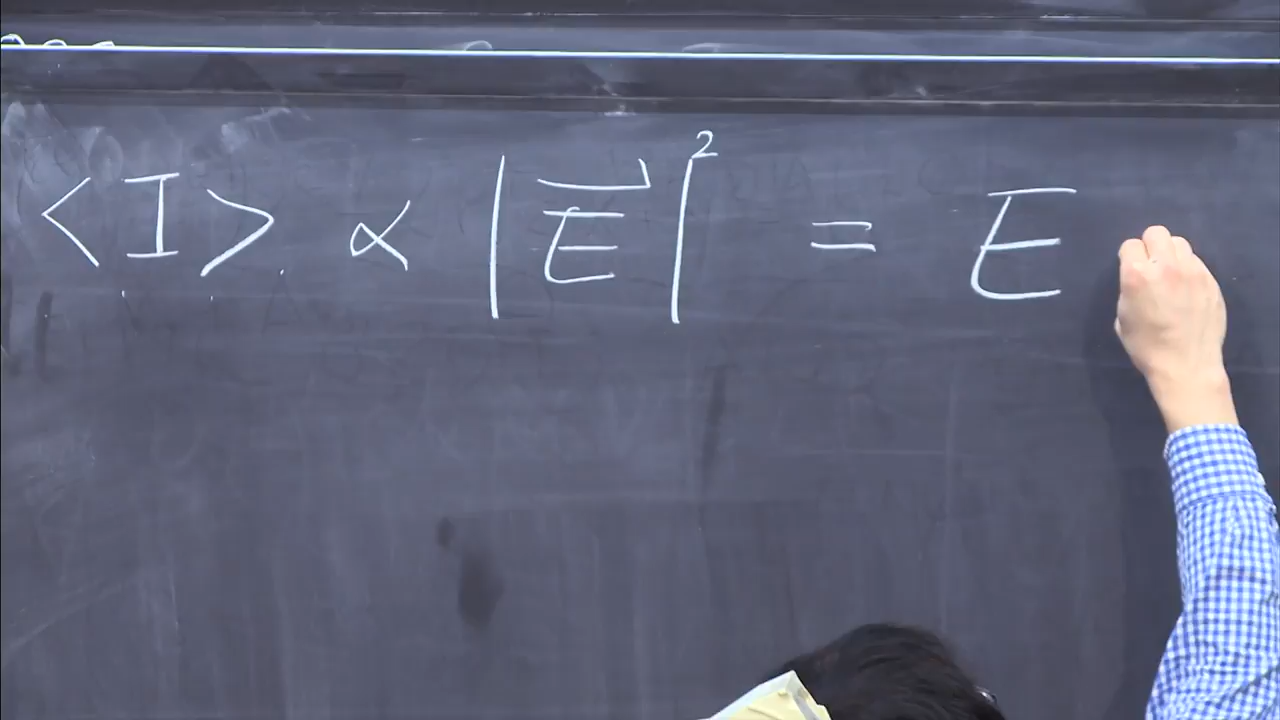 <I> ∝ |E⃗|² = E